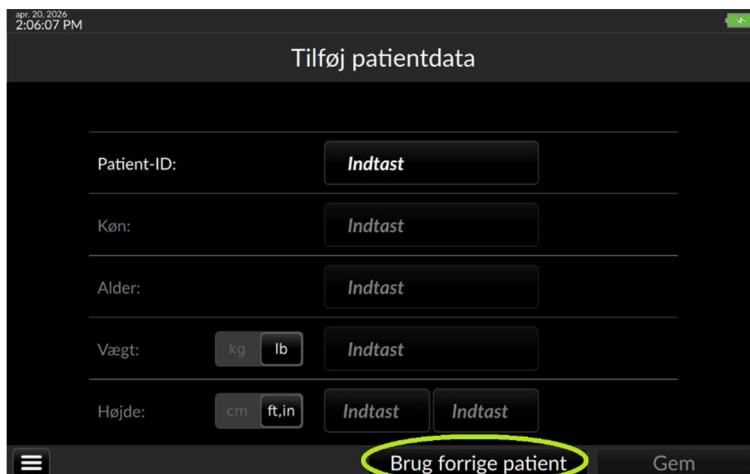 apr. 20, 2026
2:06:07 PM
Tilføj patientdata
Patient-ID: Indtast
Køn: Indtast
Alder: Indtast
Vægt: kg lb Indtast
Højde: cm ft,in Indtast Indtast
Brug forrige patient Gem